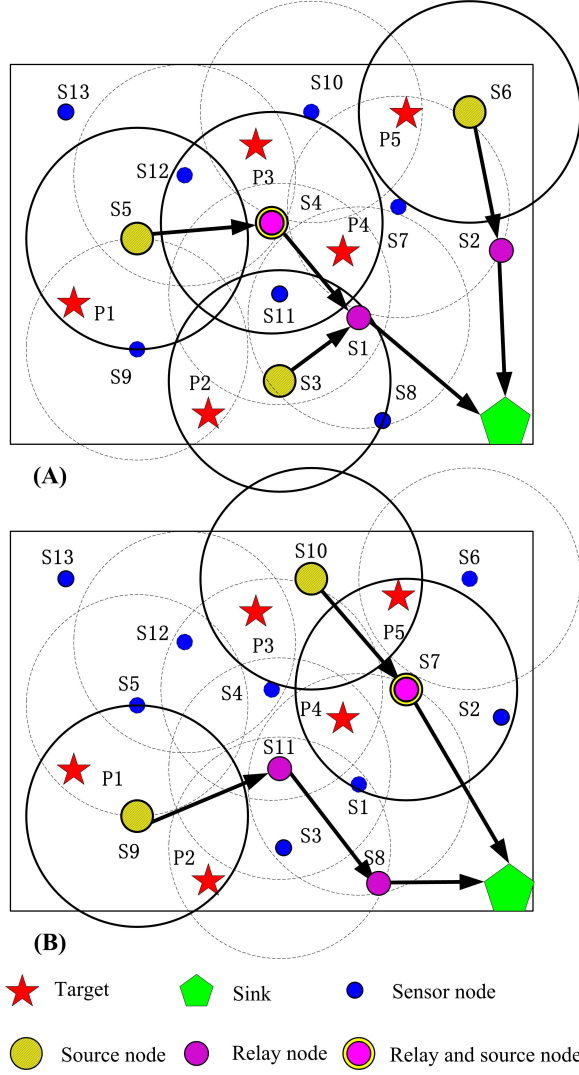 S13
S10
S6
P5
S12
P3
S4
S5
P4
S7
S2
P1
S11
S1
S9
P2
S3
S8
(A)
S13
S10
S6
S12
P3
P5
S7
S5
S4
P4
S2
S11
P1
S1
S3
S9
P2
S8
(B)
Target
Sink
Sensor node
Source node
Relay node
Relay and source node